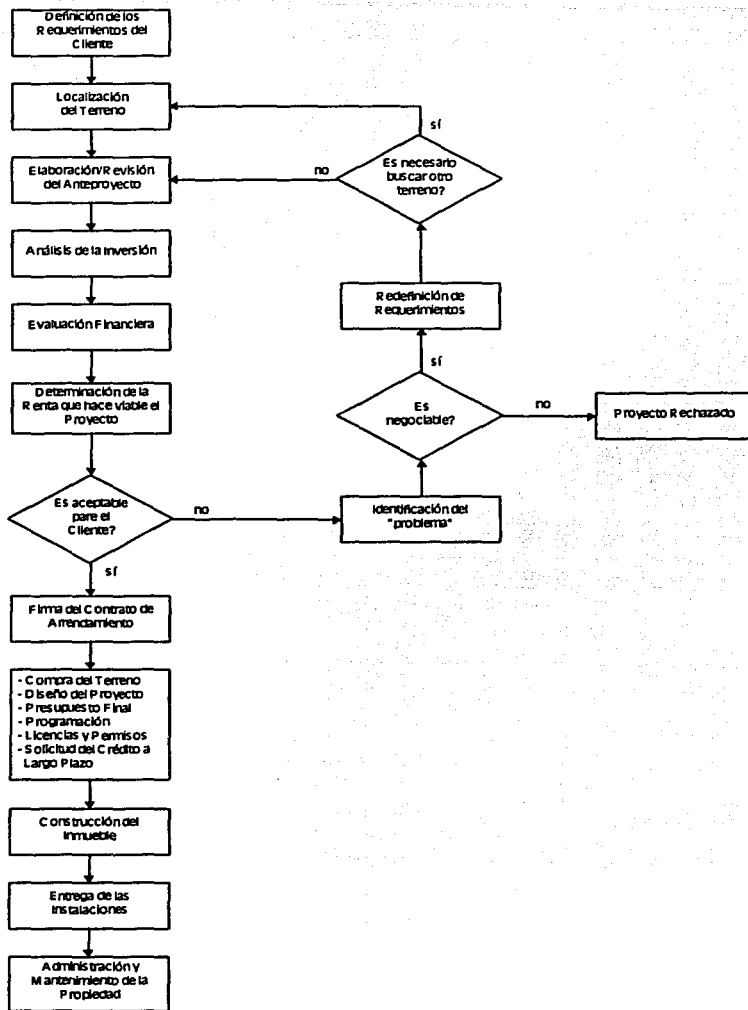 Definición de los
Requerimientos del
Cliente
Localización
del Terreno
Elaboración/Revisión
del Anteproyecto
Análisis de la Inversión
Evaluación Financiera
Determinación de la
Renta que hace viable el
Proyecto
Es aceptable
pare el
Cliente?
no
sí
Identificación del
"problema"
Es
negociable?
no
Proyecto Rechazado
sí
Redefinición de
Requerimientos
Es necesario
buscar otro
terreno?
no
sí
Firma del Contrato de
Arrendamiento
- Compra del Terreno
- Diseño del Proyecto
- Presupuesto Final
- Programación
- Licencias y Permisos
- Solicitud del Crédito a
Largo Plazo
Construcción del
Inmueble
Entrega de las
Instalaciones
Administración y
Mantenimiento de la
Propiedad